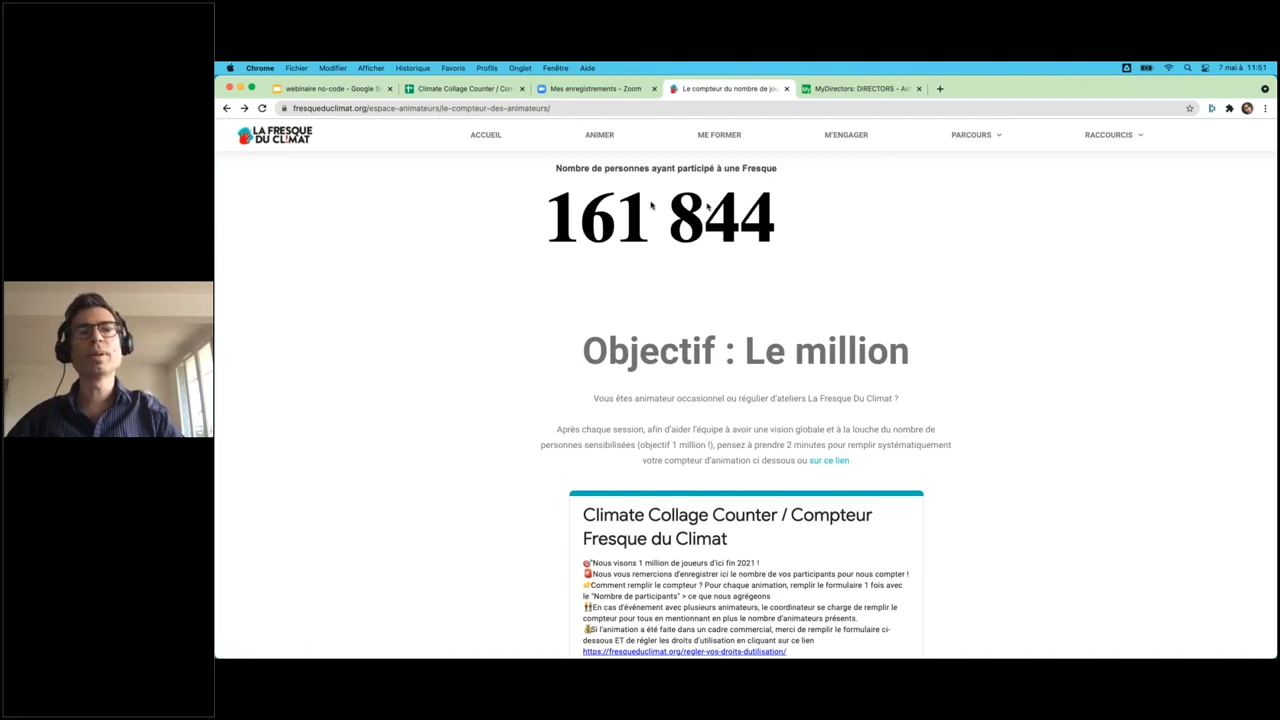 Chrome Fichier Modifier Afficher Historique Favoris Profils Onglet Fenêtre Aide 7 mai à 11:51
webinaire no-code - Google S Climate Collage Counter / Com Mes enregistrements - Zoom Le compteur du nombre de jou MyDirectors: DIRECTORS - Air
fresqueduclimat.org/espace-animateurs/le-compteur-des-animateurs/
LA FRESQUE
DU CL!MAT
ACCUEIL ANIMER ME FORMER M'ENGAGER PARCOURS RACCOURCIS
Nombre de personnes ayant participé à une Fresque
161 844
Objectif : Le million
Vous êtes animateur occasionnel ou régulier d'ateliers La Fresque Du Climat ?
Après chaque session, afin d'aider l'équipe à avoir une vision globale et à la louche du nombre de
personnes sensibilisées (objectif 1 million !), pensez à prendre 2 minutes pour remplir systématiquement
votre compteur d'animation ci dessous ou sur ce lien
Climate Collage Counter / Compteur
Fresque du Climat
🎯Nous visons 1 million de joueurs d'ici fin 2021 !
🚨Nous vous remercions d'enregistrer ici le nombre de vos participants pour nous compter !
Comment remplir le compteur ? Pour chaque animation, remplir le formulaire 1 fois avec
le "Nombre de participants" > ce que nous agrégeons
👭En cas d'événement avec plusieurs animateurs, le coordinateur se charge de remplir le
compteur pour tous en mentionnant en plus le nombre d'animateurs présents.
💰Si l'animation a été faite dans un cadre commercial, merci de remplir le formulaire ci-
dessous ET de régler les droits d'utilisation en cliquant sur ce lien
https://fresqueduclimat.org/regler-vos-droits-dutilisation/